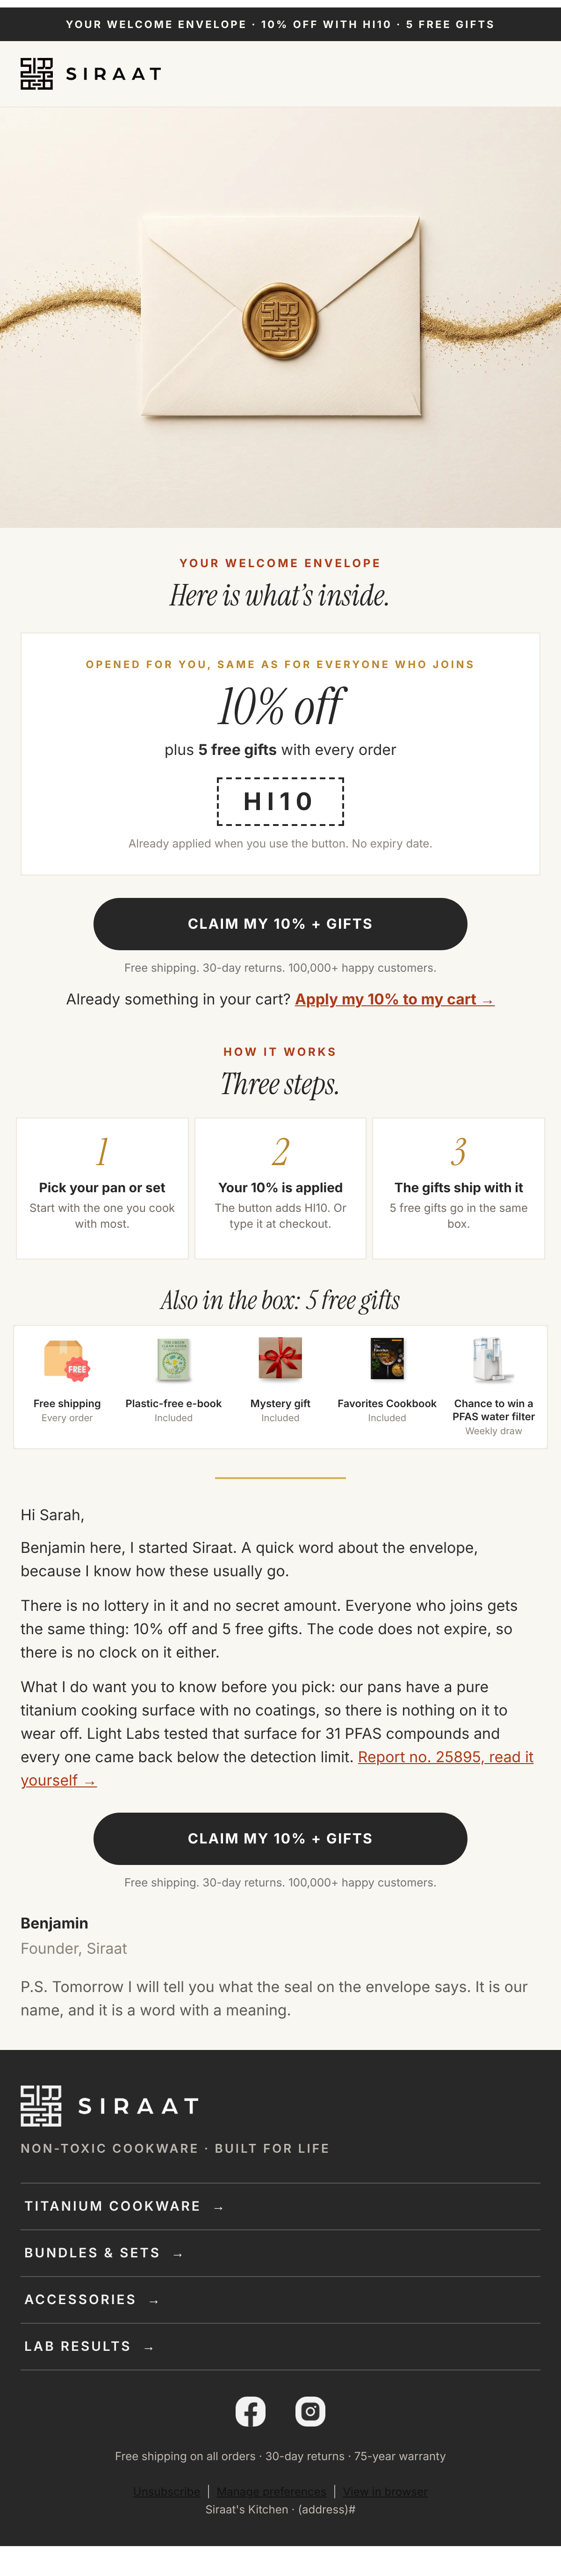 YOUR WELCOME ENVELOPE · 10% OFF WITH HI10 · 5 FREE GIFTS
SIRAAT
YOUR WELCOME ENVELOPE
Here is what's inside.
OPENED FOR YOU, SAME AS FOR EVERYONE WHO JOINS
10% off
plus 5 free gifts with every order
HI10
Already applied when you use the button. No expiry date.
CLAIM MY 10% + GIFTS
Free shipping. 30-day returns. 100,000+ happy customers.
Already something in your cart? Apply my 10% to my cart →
HOW IT WORKS
Three steps.
1
Pick your pan or set
Start with the one you cook
with most.
2
Your 10% is applied
The button adds HI10. Or
type it at checkout.
3
The gifts ship with it
5 free gifts go in the same
box.
Also in the box: 5 free gifts
FREE
Free shipping
Every order
Plastic-free e-book
Included
Mystery gift
Included
Favorites Cookbook
Included
Chance to win a
PFAS water filter
Weekly draw
Hi Sarah,
Benjamin here, I started Siraat. A quick word about the envelope,
because I know how these usually go.
There is no lottery in it and no secret amount. Everyone who joins gets
the same thing: 10% off and 5 free gifts. The code does not expire, so
there is no clock on it either.
What I do want you to know before you pick: our pans have a pure
titanium cooking surface with no coatings, so there is nothing on it to
wear off. Light Labs tested that surface for 31 PFAS compounds and
every one came back below the detection limit. Report no. 25895, read it
yourself →
CLAIM MY 10% + GIFTS
Free shipping. 30-day returns. 100,000+ happy customers.
Benjamin
Founder, Siraat
P.S. Tomorrow I will tell you what the seal on the envelope says. It is our
name, and it is a word with a meaning.
SIRAAT
NON-TOXIC COOKWARE · BUILT FOR LIFE
TITANIUM COOKWARE →
BUNDLES & SETS →
ACCESSORIES →
LAB RESULTS →
Free shipping on all orders · 30-day returns · 75-year warranty
Unsubscribe | Manage preferences | View in browser
Siraat's Kitchen · (address)#